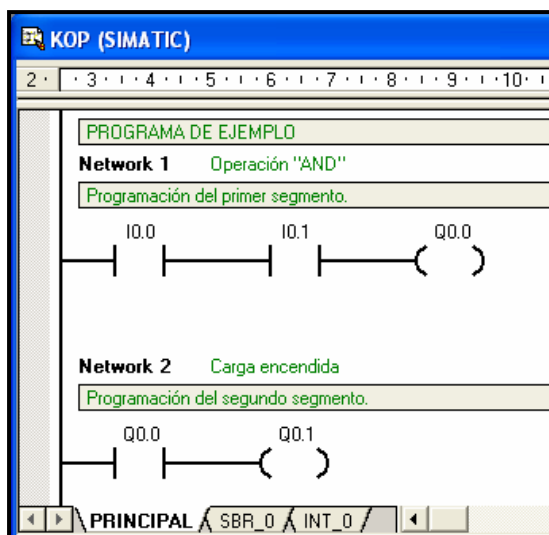 KOP (SIMATIC)
2 · · 3 · ı · 4 · ı · 5 · ı · 6 · ı · 7 · ı · 8 · ı · 9 · ı · 10 · ı
PROGRAMA DE EJEMPLO
Network 1 Operación "AND"
Programación del primer segmento.
I0.0 I0.1 Q0.0
Network 2 Carga encendida
Programación del segundo segmento.
Q0.0 Q0.1
PRINCIPAL SBR_0 INT_0